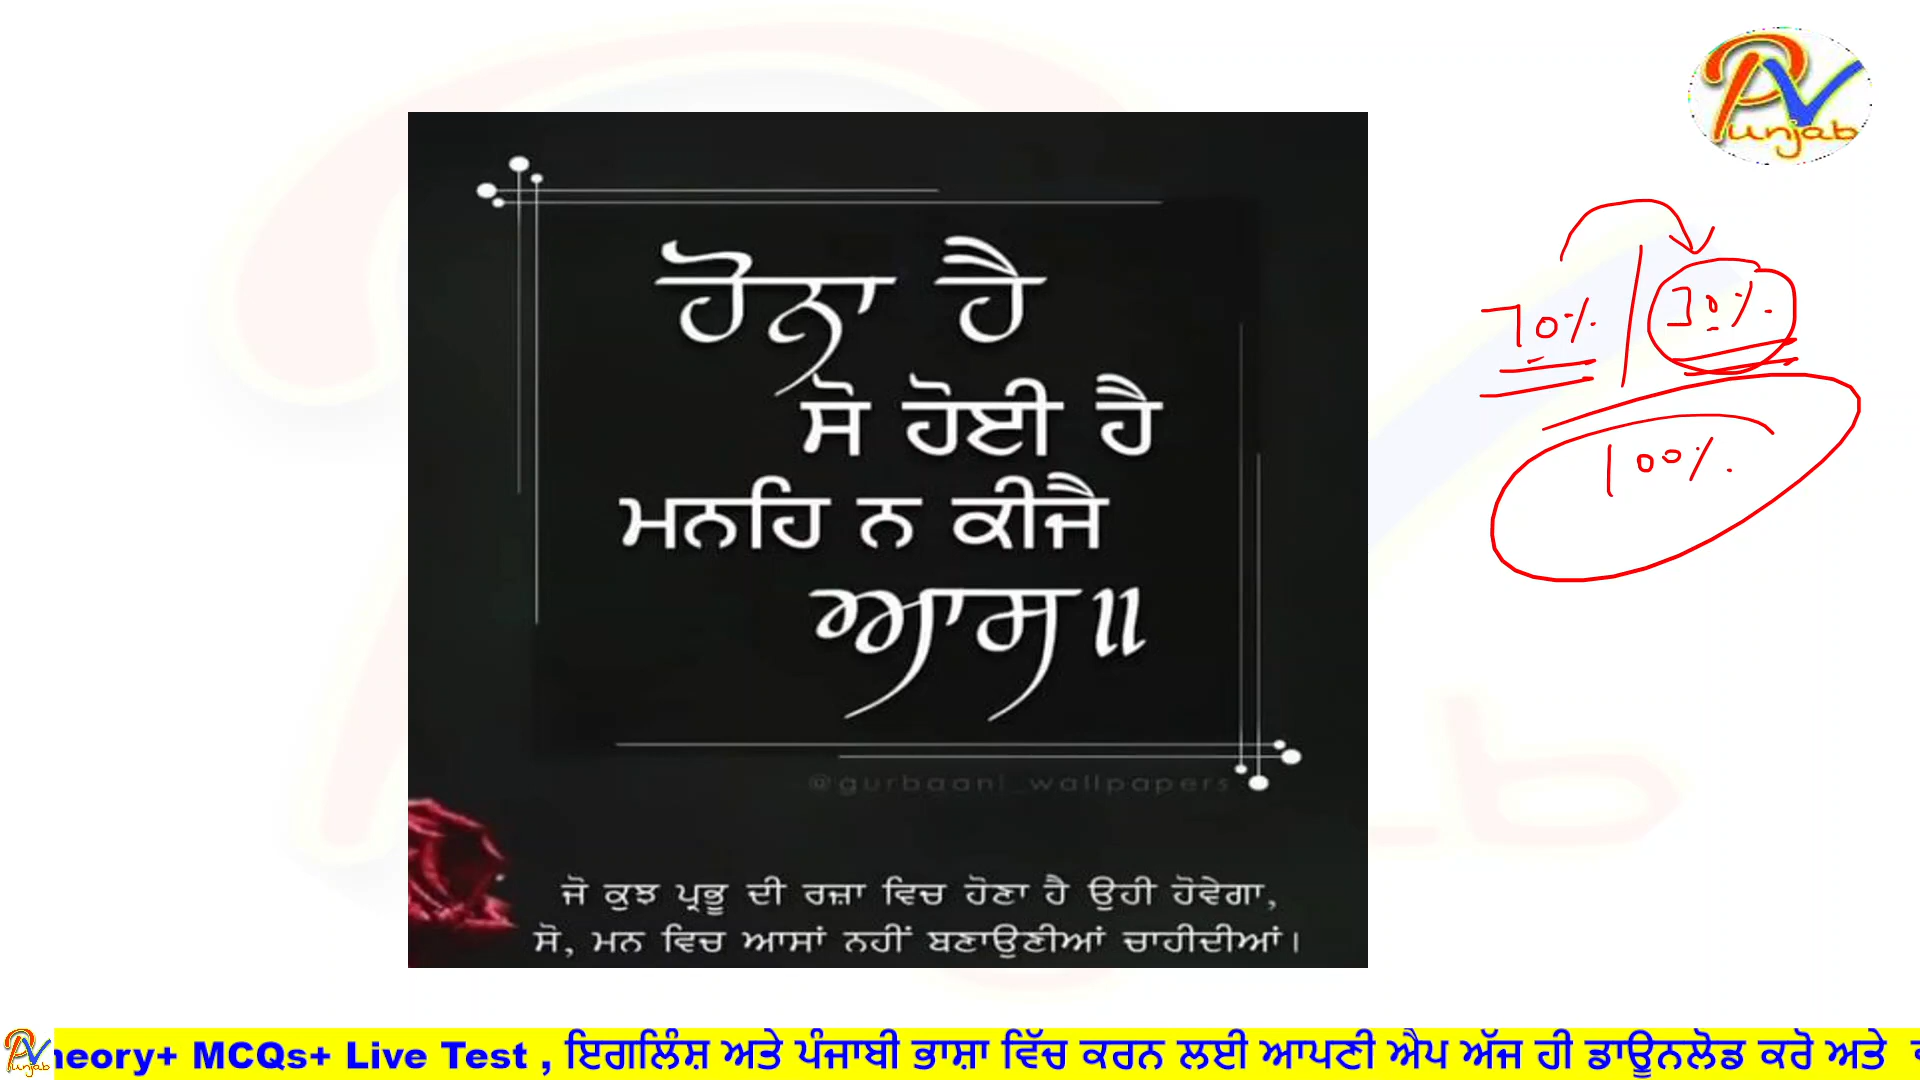 PV
Punjab
ਹੋਨਾ ਹੈ
ਸੋ ਹੋਈ ਹੈ
ਮਨਹਿ ਨ ਕੀਜੈ
ਆਸ॥
@gurbaani_wallpapers
ਜੋ ਕੁਝ ਪ੍ਰਭੂ ਦੀ ਰਜ਼ਾ ਵਿਚ ਹੋਣਾ ਹੈ ਉਹੀ ਹੋਵੇਗਾ,
ਸੋ, ਮਨ ਵਿਚ ਆਸਾਂ ਨਹੀਂ ਬਣਾਉਣੀਆਂ ਚਾਹੀਦੀਆਂ।
70% | 30%
100%
heory+ MCQs+ Live Test , ਇਗਲਿੰਸ਼ ਅਤੇ ਪੰਜਾਬੀ ਭਾਸ਼ਾ ਵਿੱਚ ਕਰਨ ਲਈ ਆਪਣੀ ਐਪ ਅੱਜ ਹੀ ਡਾਊਨਲੋਡ ਕਰੋ ਅਤੇ